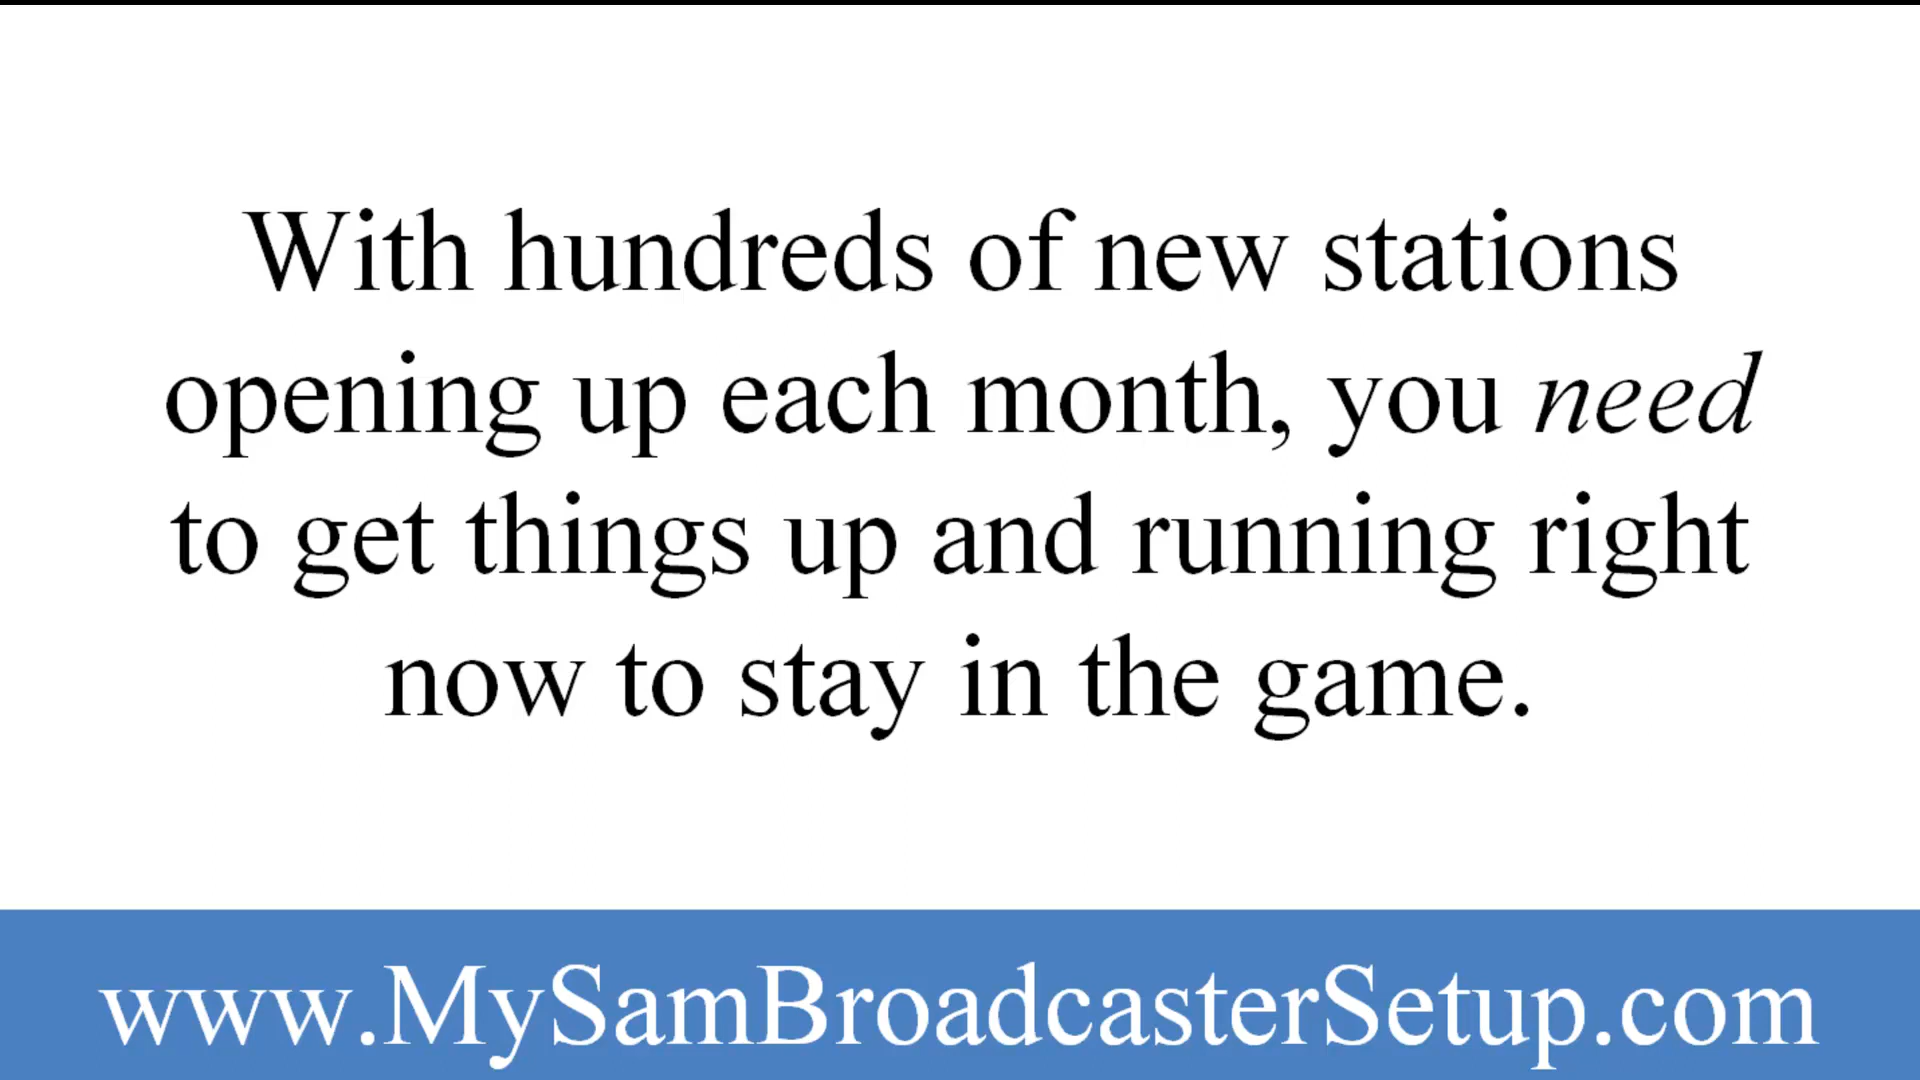 With hundreds of new stations
opening up each month, you need
to get things up and running right
now to stay in the game.
www.MySamBroadcasterSetup.com